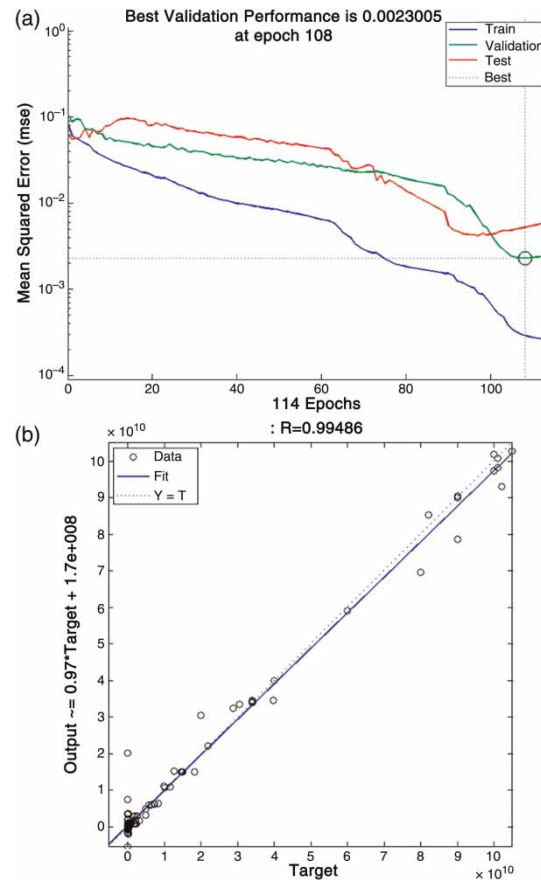 (a)
Best Validation Performance is 0.0023005
at epoch 108
Train
Validation
Test
Best
Mean Squared Error (mse)
10^0
10^−1
10^−2
10^−3
10^−4
0 20 40 60 80 100
114 Epochs
(b)
: R=0.99486
× 10^10
Data
Fit
Y = T
Output ~= 0.97*Target + 1.7e+008
10
9
8
7
6
5
4
3
2
1
0
0 1 2 3 4 5 6 7 8 9 10
Target
× 10^10